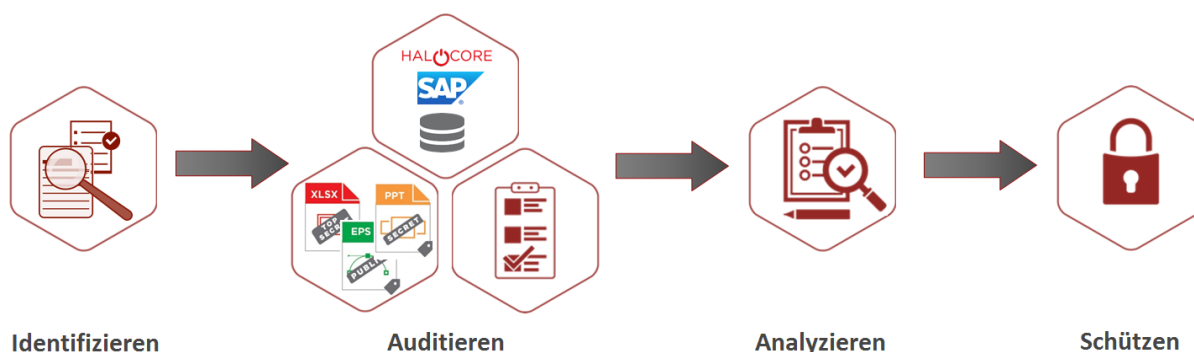 HALOCORE
SAP
XLSX
PPT
TOP
SECRET
EPS
SECRET
PUBLIC
Identifizieren
Auditieren
Analyzieren
Schützen